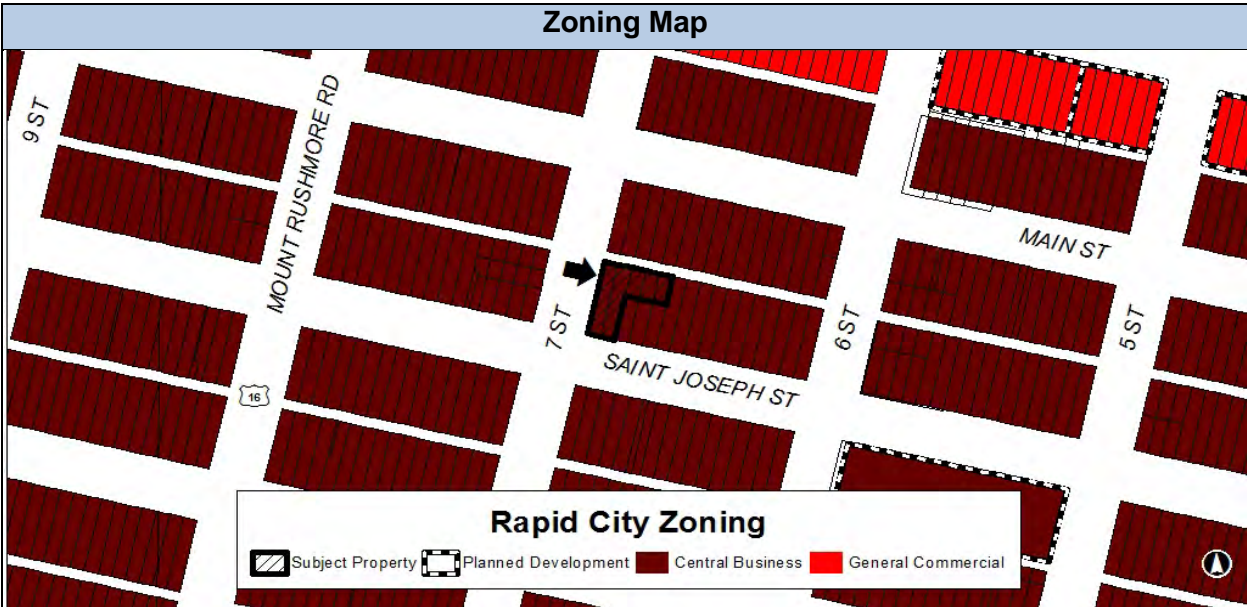 Zoning Map
9 ST
MOUNT RUSHMORE RD
MAIN ST
7 ST
6 ST
5 ST
SAINT JOSEPH ST
16
Rapid City Zoning
Subject Property Planned Development Central Business General Commercial